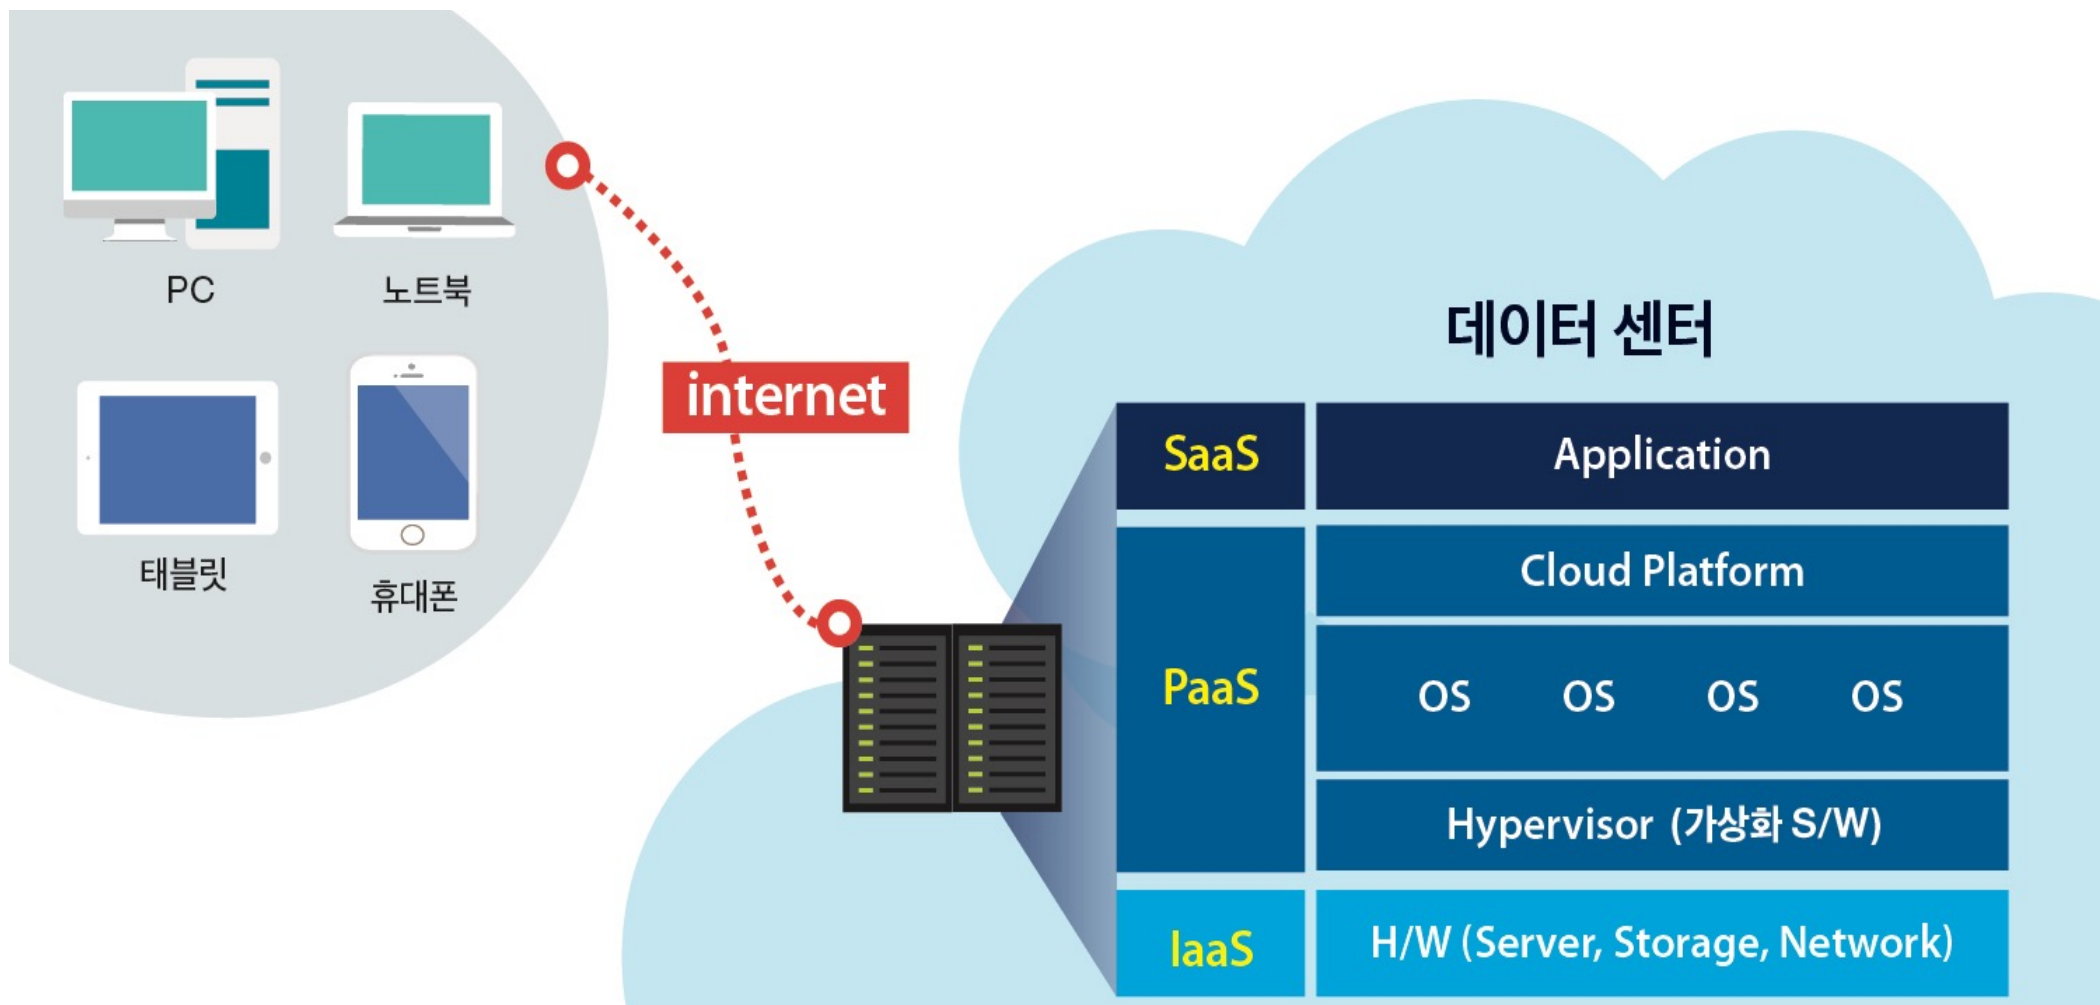 PC
노트북
태블릿
휴대폰
internet
데이터 센터
SaaS
Application
PaaS
Cloud Platform
OS OS OS OS
Hypervisor (가상화 S/W)
IaaS
H/W (Server, Storage, Network)